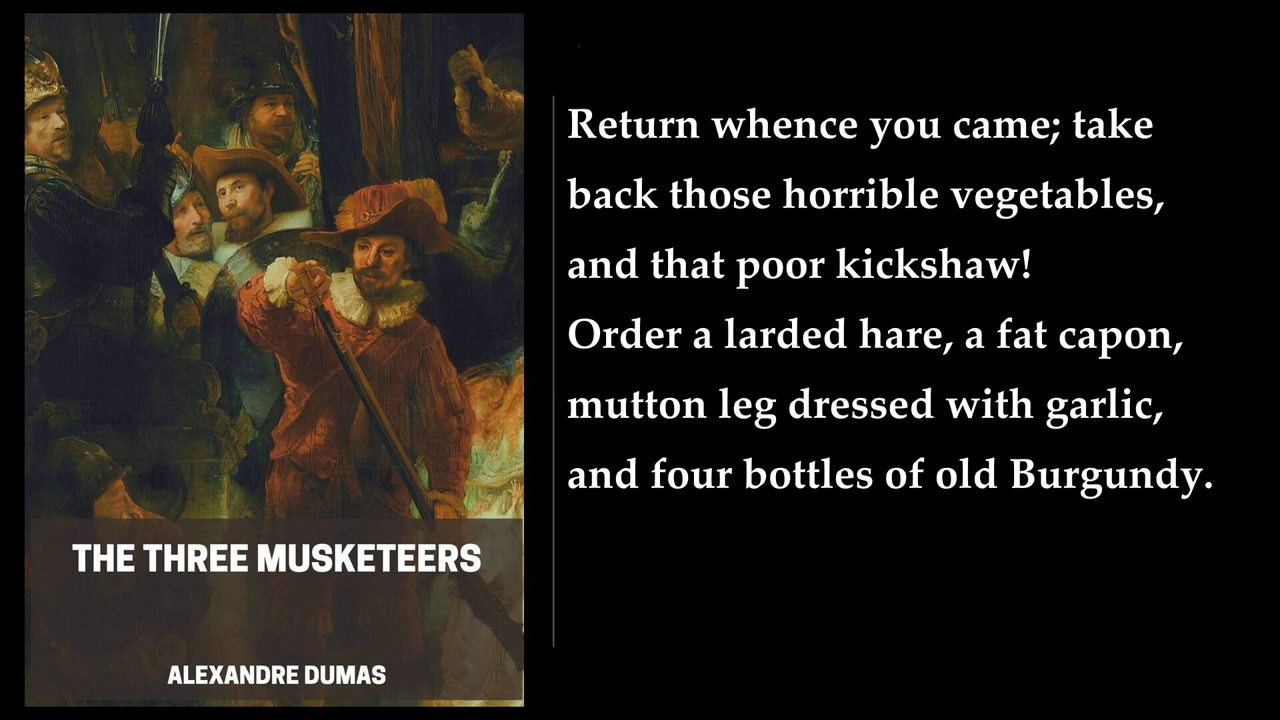 THE THREE MUSKETEERS
ALEXANDRE DUMAS
Return whence you came; take
back those horrible vegetables,
and that poor kickshaw!
Order a larded hare, a fat capon,
mutton leg dressed with garlic,
and four bottles of old Burgundy.